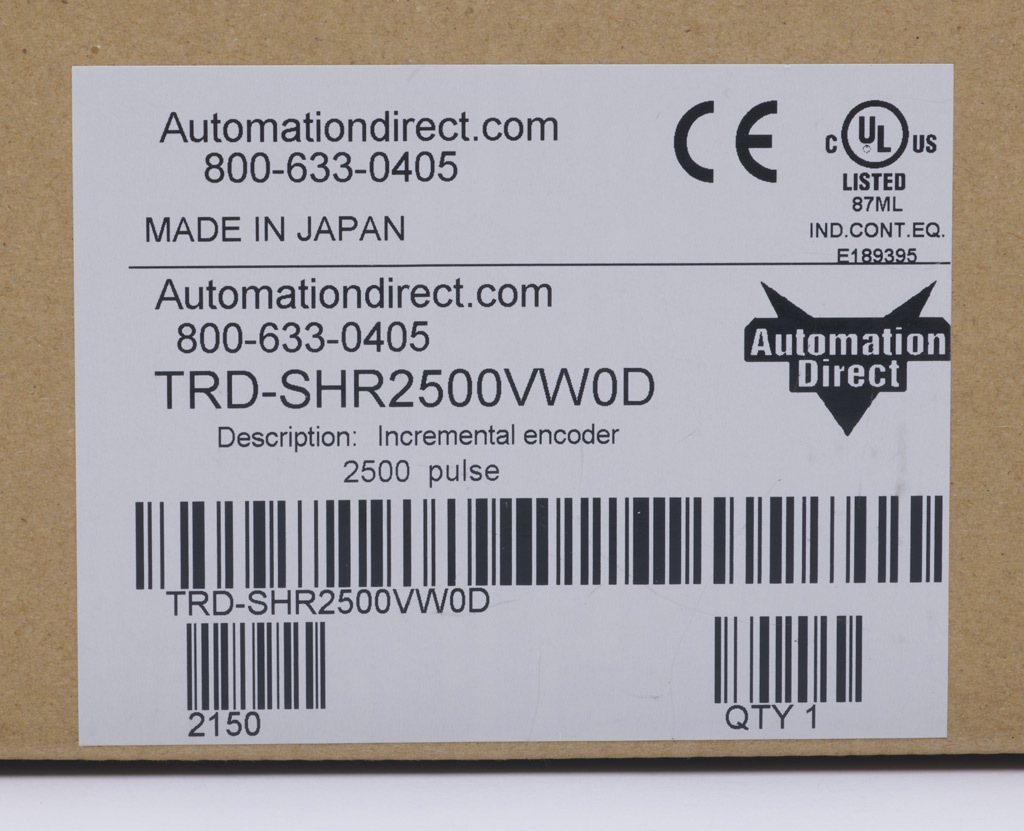 Automationdirect.com
800-633-0405
MADE IN JAPAN
CE
C UL US
LISTED
87ML
IND.CONT.EQ.
E189395
Automationdirect.com
800-633-0405
TRD-SHR2500VW0D
Description: Incremental encoder
2500 pulse
Automation
Direct
TRD-SHR2500VW0D
2150
QTY 1